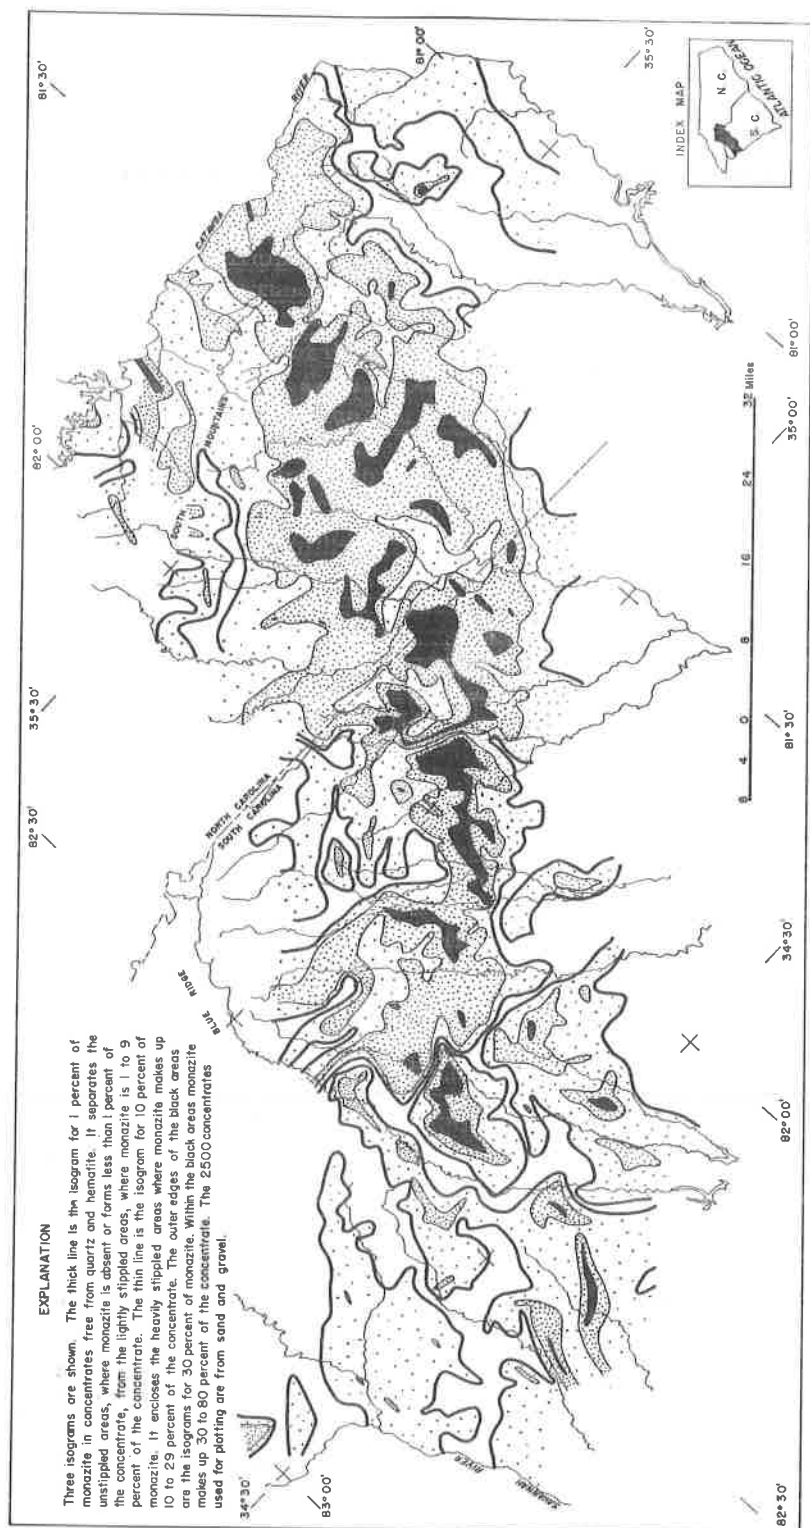 EXPLANATION
Three isograms are shown. The thick line is the isogram for 1 percent of
monazite in concentrates free from quartz and hematite. It separates the
unstippled areas, where monazite is absent or forms less than 1 percent of
the concentrate, from the lightly stippled areas, where monazite is 1 to 9
percent of the concentrate. The thin line is the isogram for 10 percent of
monazite. It encloses the heavily stippled areas where monazite makes up
10 to 29 percent of the concentrate. The outer edges of the black areas
are the isograms for 30 percent of monazite. Within the black areas monazite
makes up 30 to 80 percent of the concentrate. The 2500 concentrates
used for plotting are from sand and gravel.
34°30'
83°00'
82°30'
35°30'
82°00'
81°30'
BLUE RIDGE
NORTH CAROLINA
SOUTH CAROLINA
SOUTH
MOUNTAINS
CATAWBA
RIVER
81°00'
35°30'
SAVANNAH
RIVER
82°30'
82°00'
34°30'
81°30'
35°00'
81°00'
8 4 0 8 16 24 32 Miles
INDEX MAP
N.C.
S.C.
ATLANTIC OCEAN